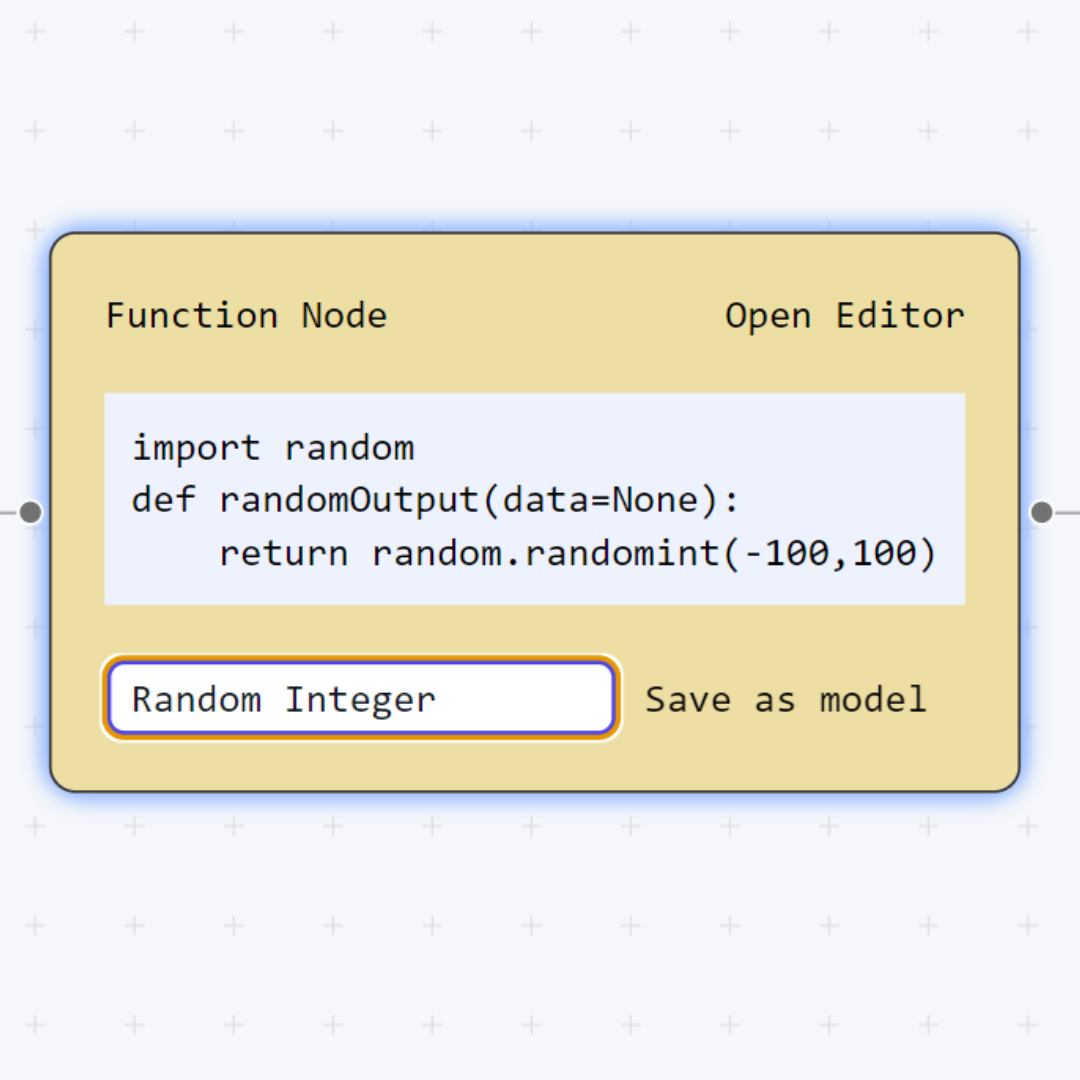 Function Node
Open Editor
import random
def randomOutput(data=None):
    return random.randomint(-100,100)
Random Integer
Save as model